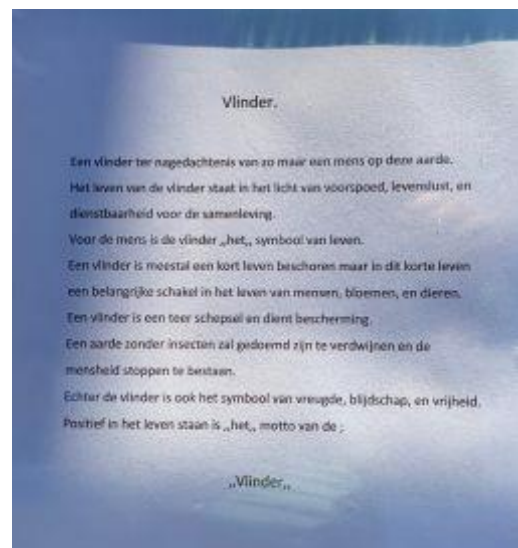 Vlinder.
Een vlinder ter nagedachtenis van zo maar een mens op deze aarde.
Het leven van de vlinder staat in het licht van voorspoed, levenslust, en
dienstbaarheid voor de samenleving.
Voor de mens is de vlinder „het„ symbool van leven.
Een vlinder is meestal een kort leven beschoren maar in dit korte leven
een belangrijke schakel in het leven van mensen, bloemen, en dieren.
Een vlinder is een teer schepsel en dient bescherming.
Een aarde zonder insecten zal gedoemd zijn te verdwijnen en de
mensheid stoppen te bestaan.
Echter de vlinder is ook het symbool van vreugde, blijdschap, en vrijheid.
Positief in het leven staan is „het„ motto van de ;
„Vlinder„